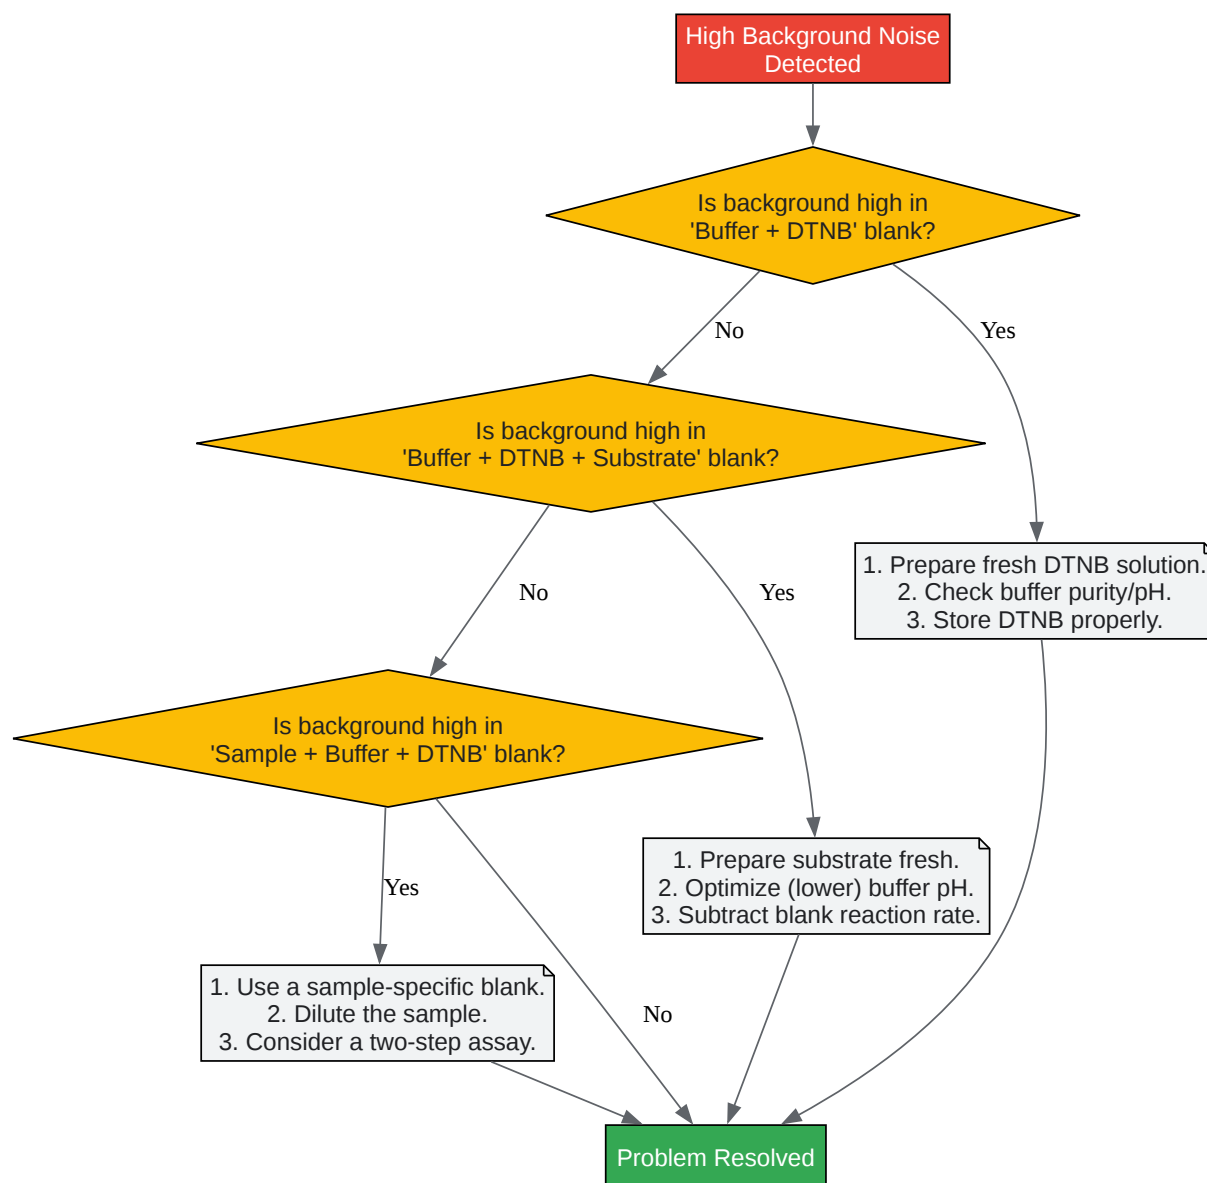 High Background Noise
Detected
Is background high in
'Buffer + DTNB' blank?
No
Yes
Is background high in
'Buffer + DTNB + Substrate' blank?
No
Yes
1. Prepare fresh DTNB solution.
2. Check buffer purity/pH.
3. Store DTNB properly.
Is background high in
'Sample + Buffer + DTNB' blank?
Yes
No
1. Prepare substrate fresh.
2. Optimize (lower) buffer pH.
3. Subtract blank reaction rate.
1. Use a sample-specific blank.
2. Dilute the sample.
3. Consider a two-step assay.
Problem Resolved